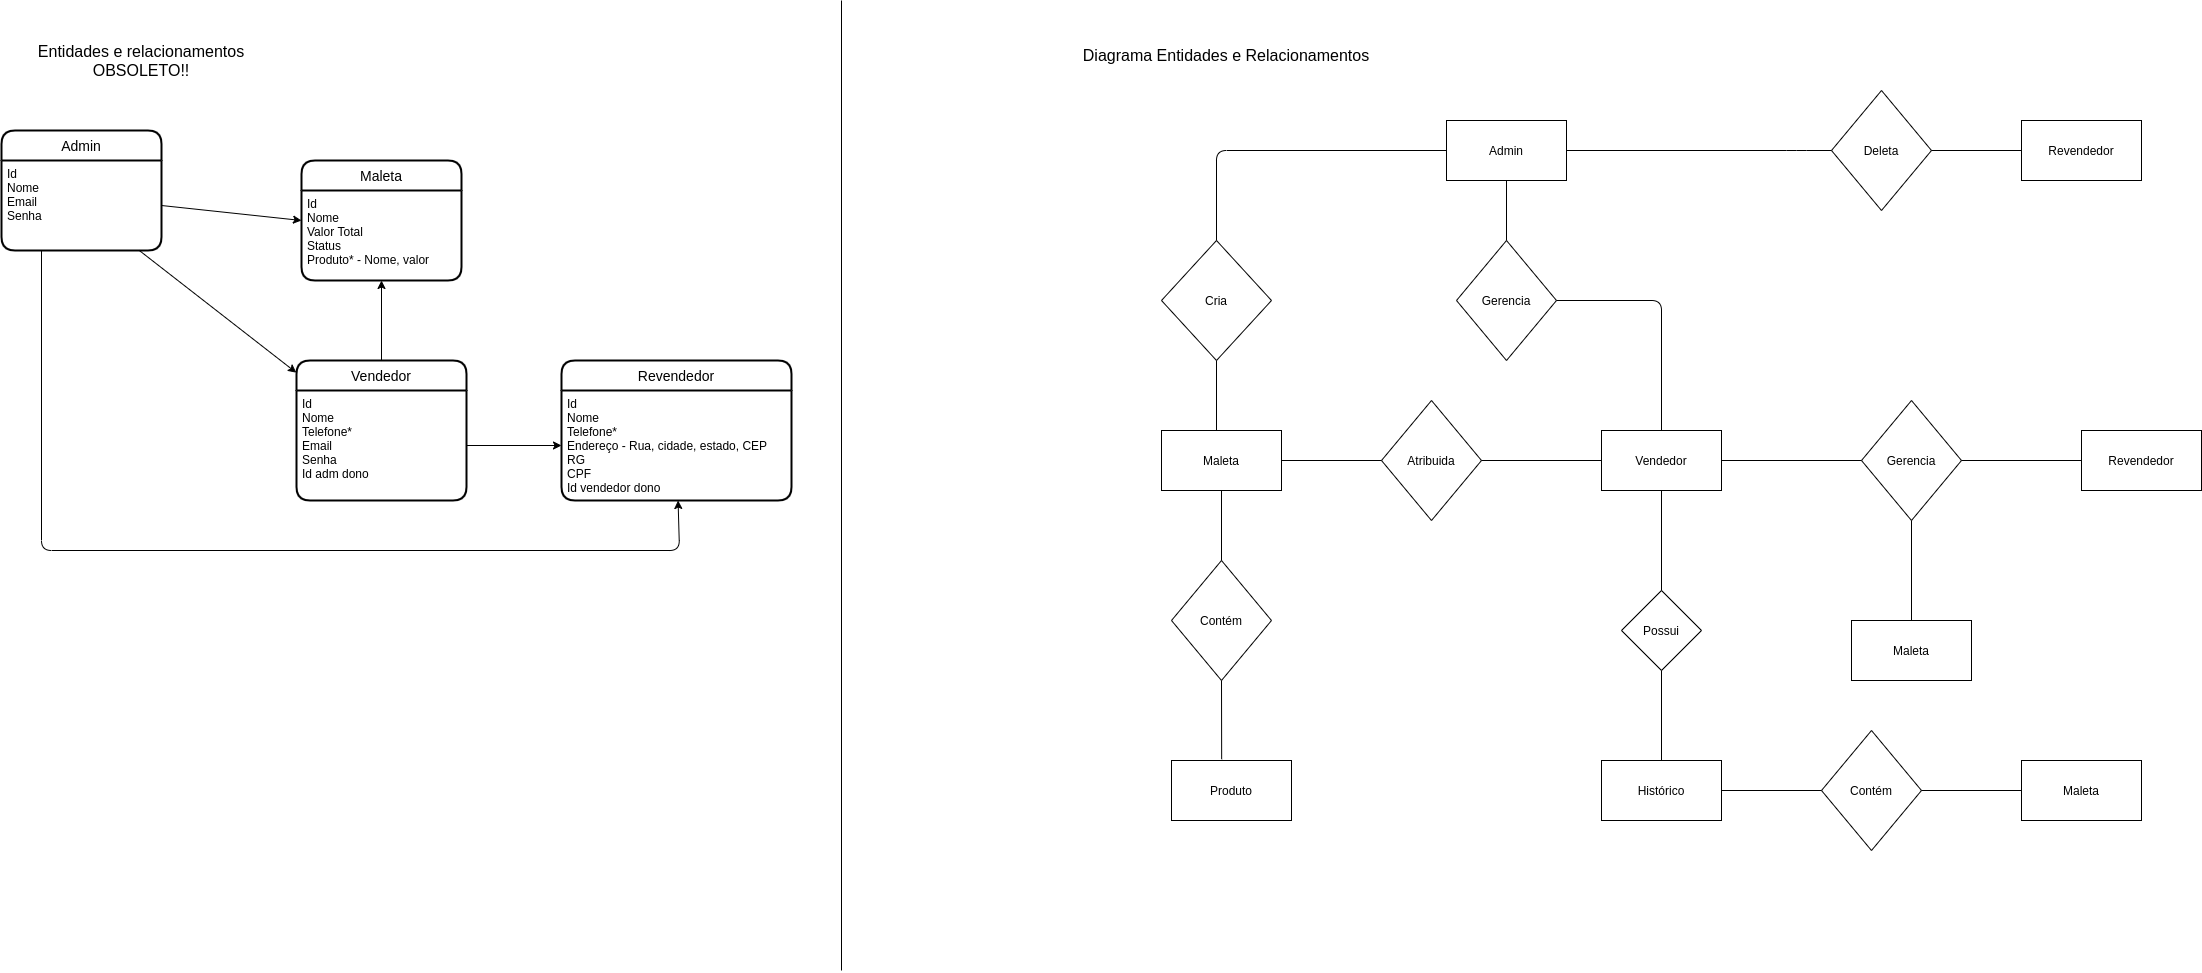 Entidades e relacionamentos
OBSOLETO!!
Admin
Id
Nome
Email
Senha
Maleta
Id
Nome
Valor Total
Status
Produto* - Nome, valor
Vendedor
Id
Nome
Telefone*
Email
Senha
Id adm dono
Revendedor
Id
Nome
Telefone*
Endereço - Rua, cidade, estado, CEP
RG
CPF
Id vendedor dono
Diagrama Entidades e Relacionamentos
Admin
Deleta
Revendedor
Cria
Gerencia
Maleta
Atribuida
Vendedor
Gerencia
Revendedor
Contém
Possui
Maleta
Produto
Histórico
Contém
Maleta